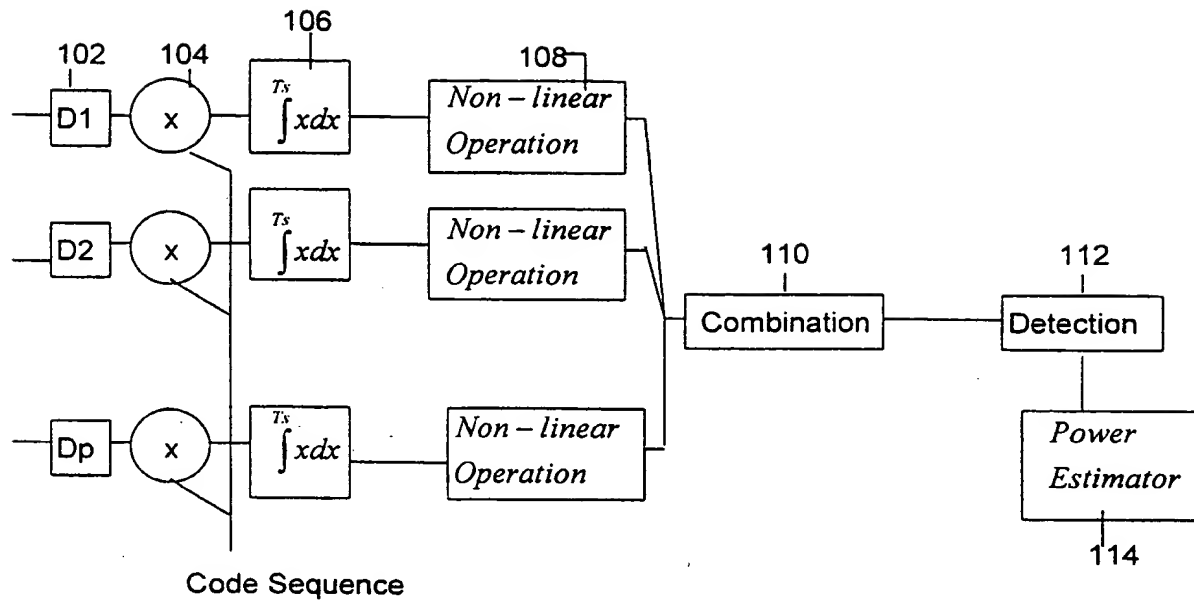 102 104 106 108
D1 x Ts ∫xdx Non – linear
Operation
D2 x Ts ∫xdx Non – linear
Operation
110 112
Combination Detection
Dp x Ts ∫xdx Non – linear
Operation
Power
Estimator
114
Code Sequence